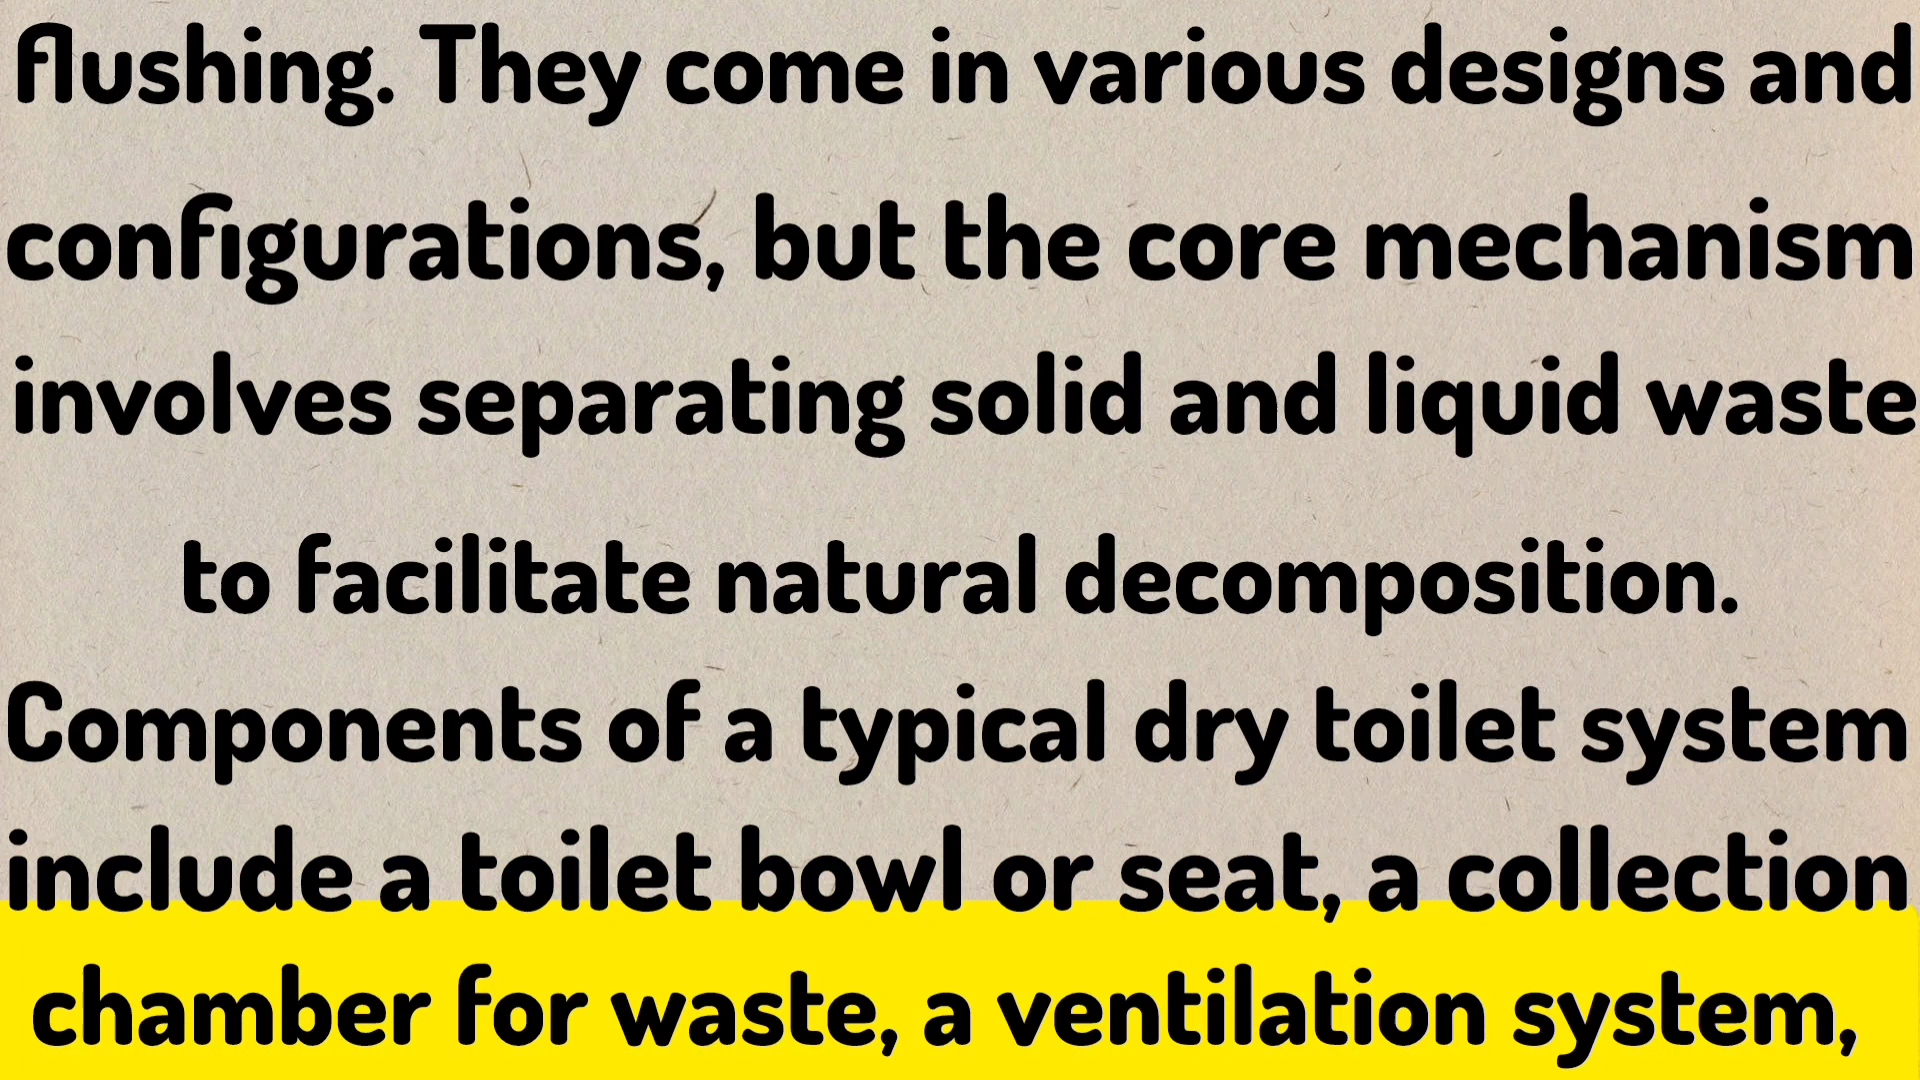 flushing. They come in various designs and
configurations, but the core mechanism
involves separating solid and liquid waste
to facilitate natural decomposition.
Components of a typical dry toilet system
include a toilet bowl or seat, a collection
chamber for waste, a ventilation system,